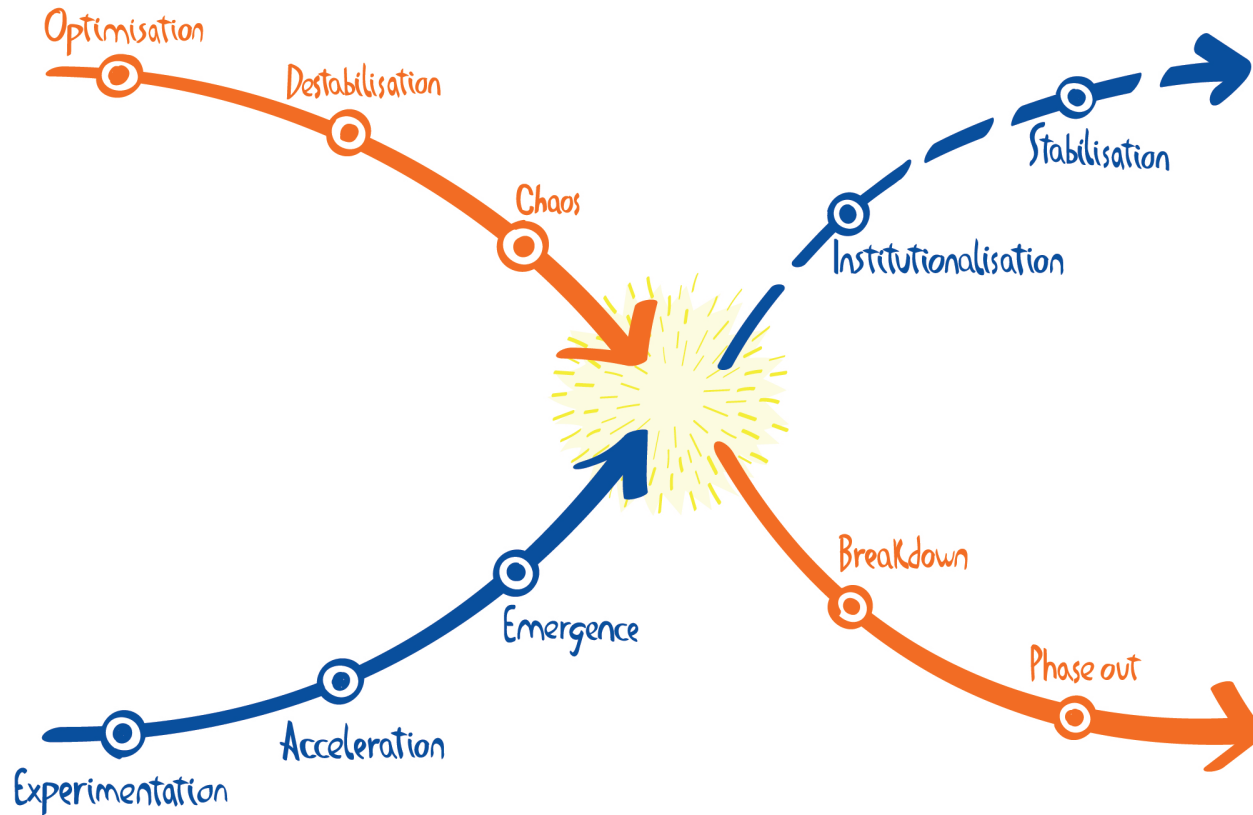 Optimisation
Destabilisation
Chaos
Stabilisation
Institutionalisation
Breakdown
Emergence
Phase out
Acceleration
Experimentation